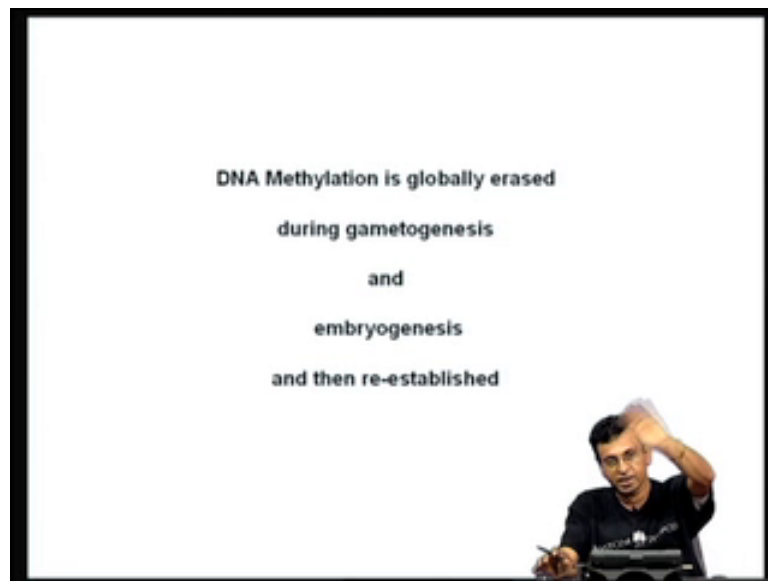 DNA Methylation is globally erased
during gametogenesis
and
embryogenesis
and then re-established